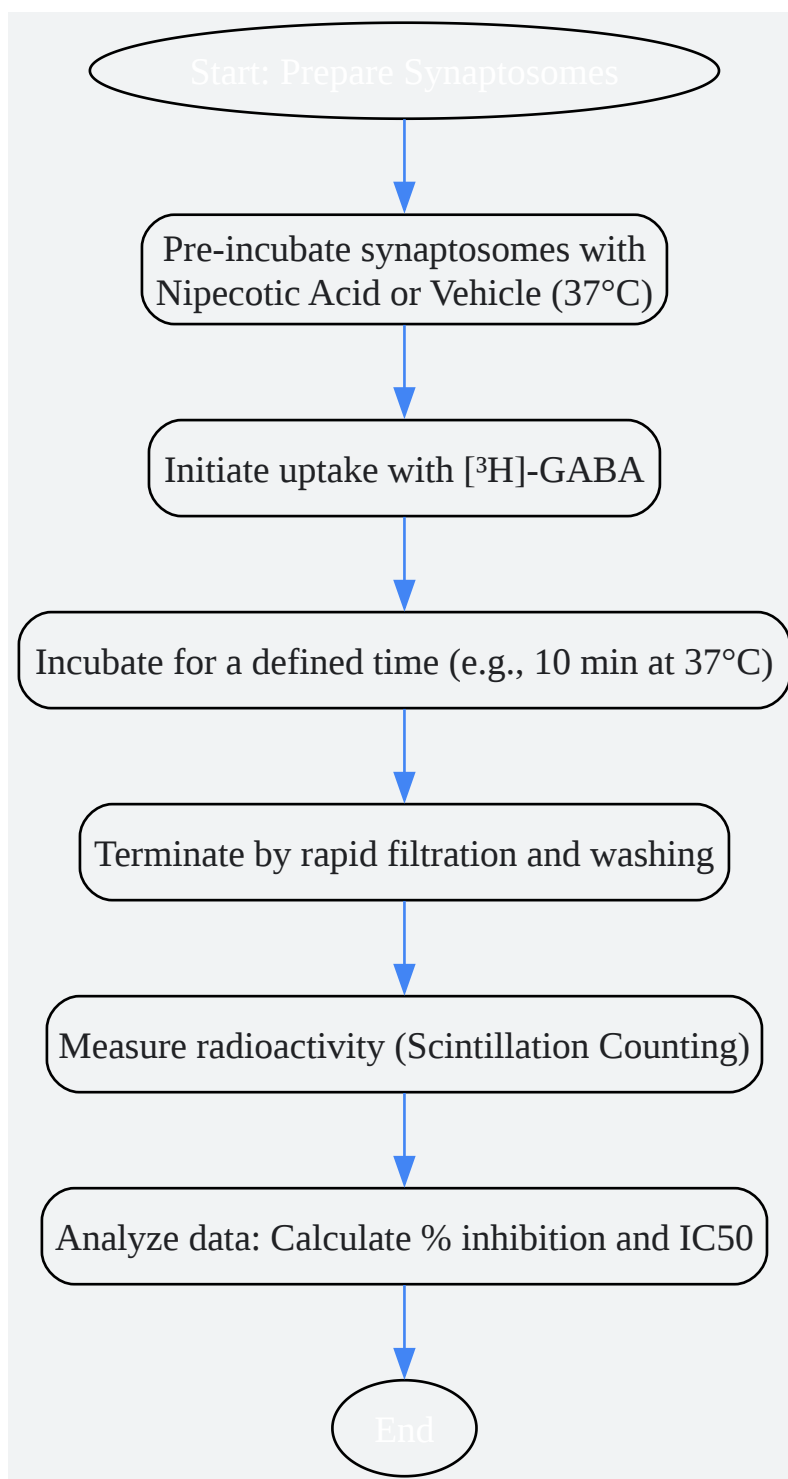 Start: Prepare Synaptosomes
Pre-incubate synaptosomes with
Nipecotic Acid or Vehicle (37°C)
Initiate uptake with [³H]-GABA
Incubate for a defined time (e.g., 10 min at 37°C)
Terminate by rapid filtration and washing
Measure radioactivity (Scintillation Counting)
Analyze data: Calculate % inhibition and IC50
End